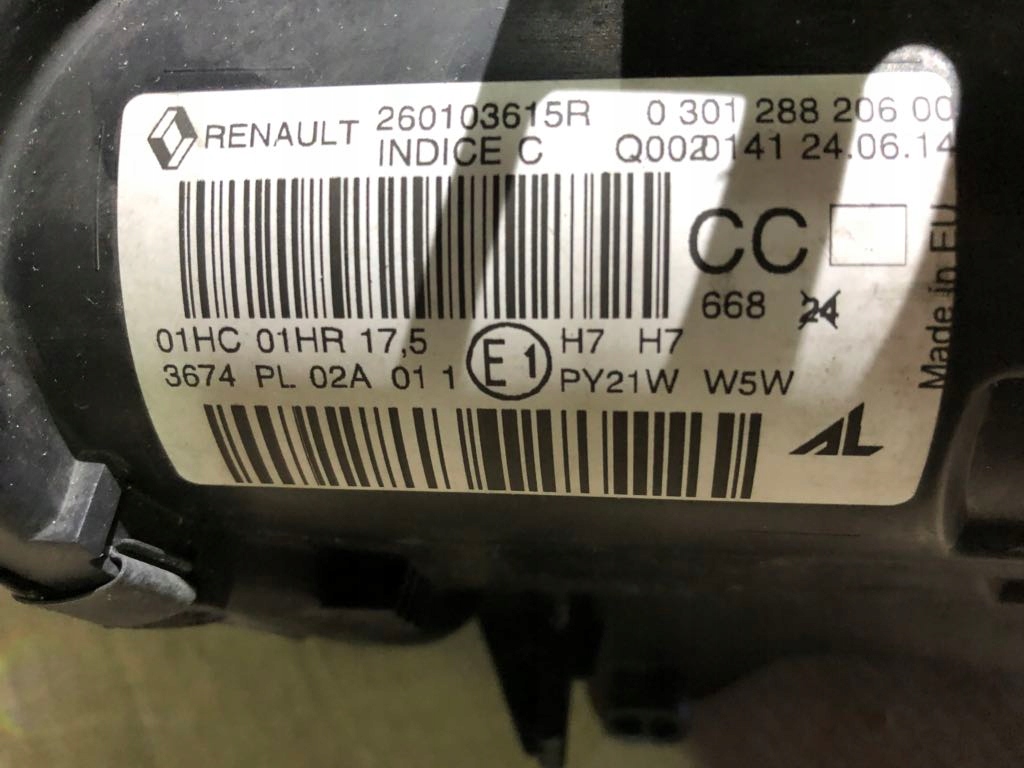 RENAULT 260103615R 0 301 288 206 00
INDICE C 24.06.14
CC
668 24
01HC 01HR 17,5 E1 H7 H7
3674 PL 02A 01 1 PY21W W5W
AL
Made in EU